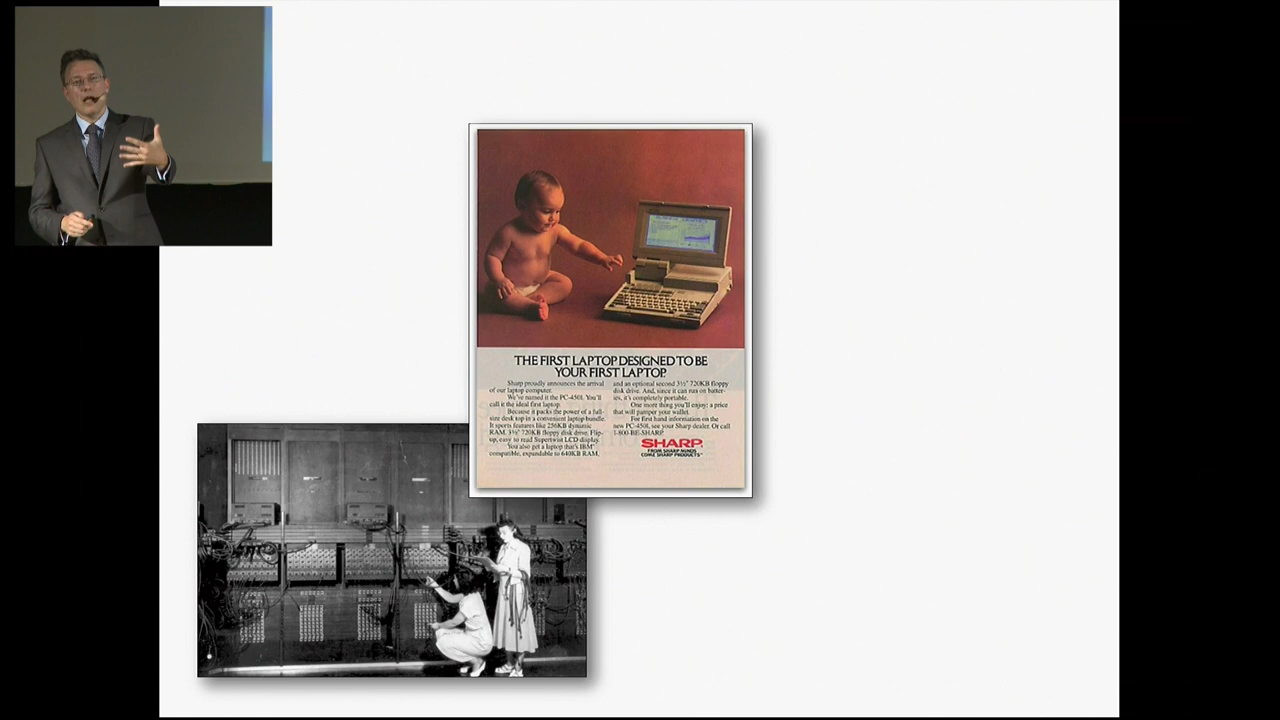 THE FIRST LAPTOP DESIGNED TO BE
YOUR FIRST LAPTOP.
Sharp proudly announces the arrival
of our laptop computer.
We've named it the PC-4501. You'll
call it the ideal first laptop.
Because it packs the power of a full-
size desk top in a convenient laptop bundle.
It sports features like 256KB dynamic
RAM, 3½" 720KB floppy disk drive. Flip-
up, easy to read Supertwist LCD display.
You also get a laptop that's IBM®
compatible, expandable to 640KB RAM,
and an optional second 3½" 720KB floppy
disk drive. And, since it can run on batter-
ies, it's completely portable.
One more thing you'll enjoy: a price
that will pamper your wallet.
For first hand information on the
new PC-4501, see your Sharp dealer. Or call
1-800-BE-SHARP.
SHARP
FROM SHARP MINDS
COME SHARP PRODUCTS™